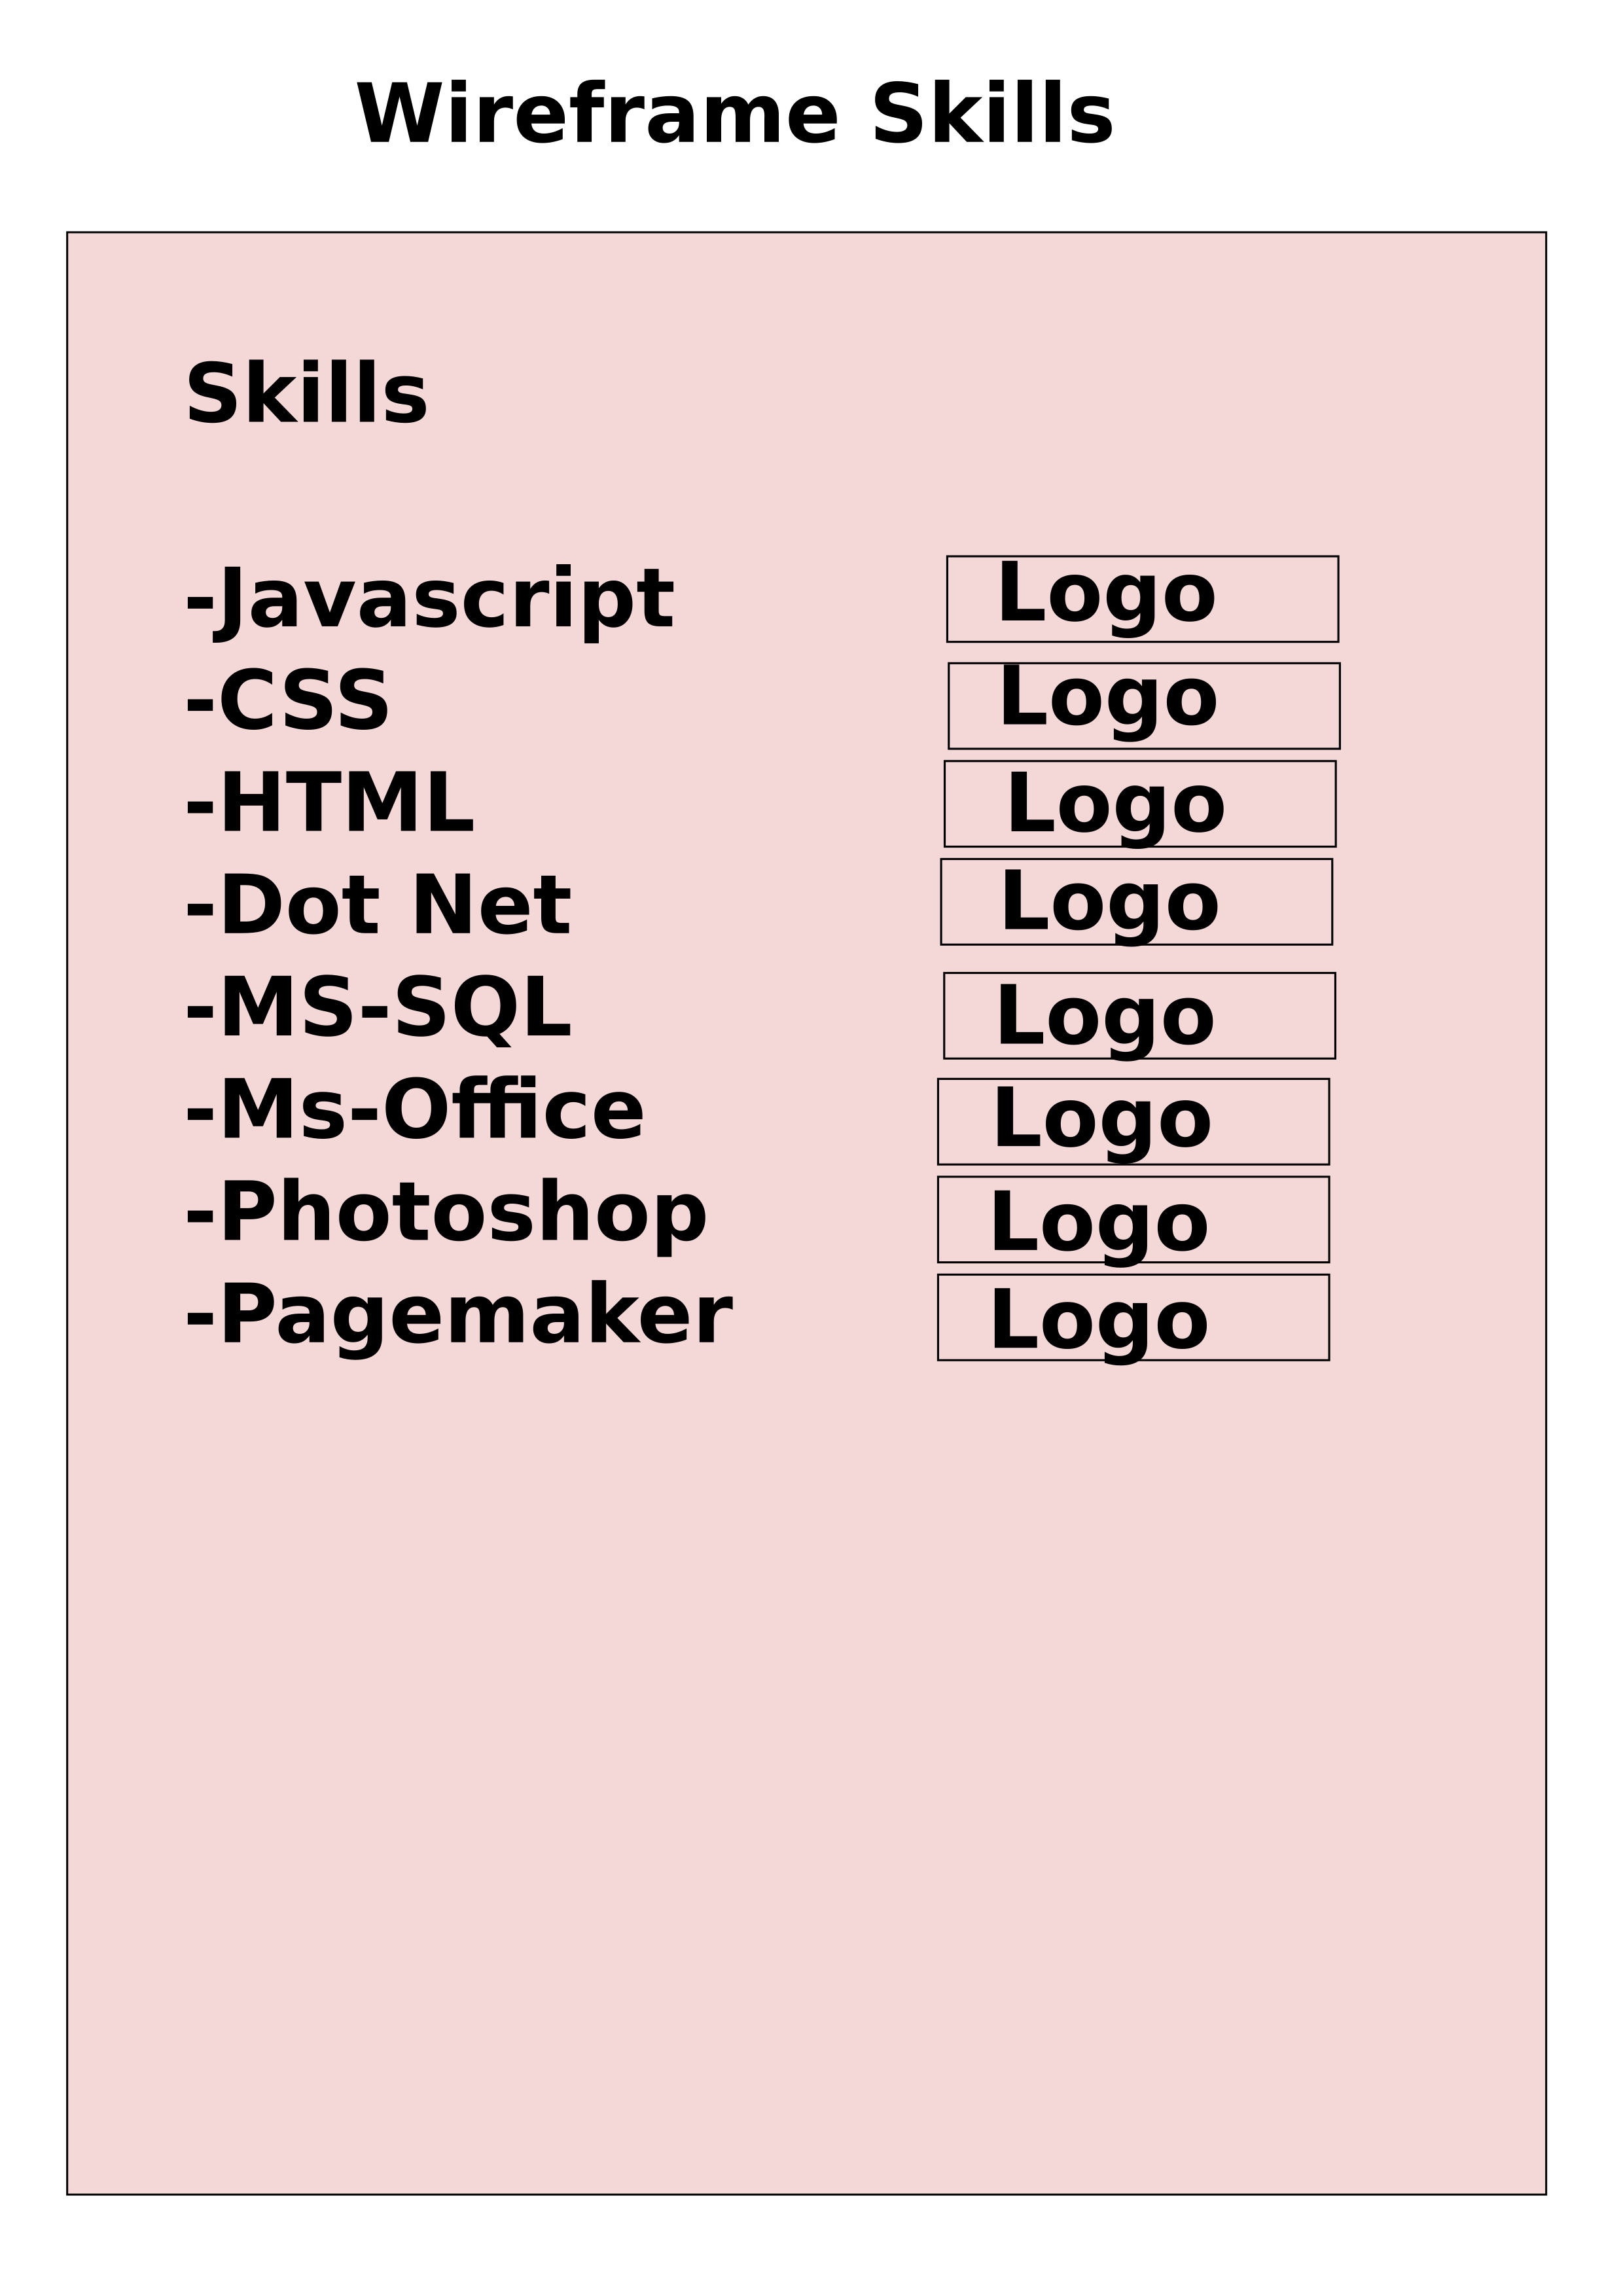 Wireframe Skills
Skills
-Javascript Logo
-CSS Logo
-HTML Logo
-Dot Net Logo
-MS-SQL Logo
-Ms-Office Logo
-Photoshop Logo
-Pagemaker Logo